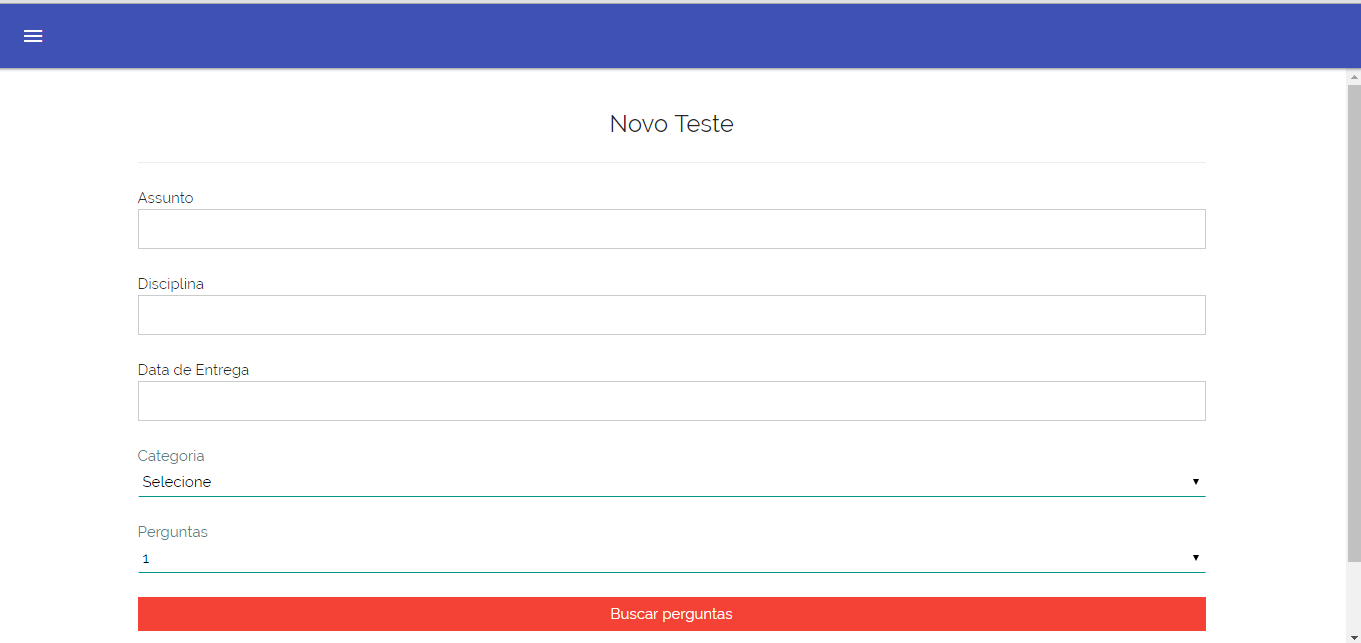 Novo Teste
Assunto
Disciplina
Data de Entrega
Categoria
Selecione
Perguntas
1
Buscar perguntas